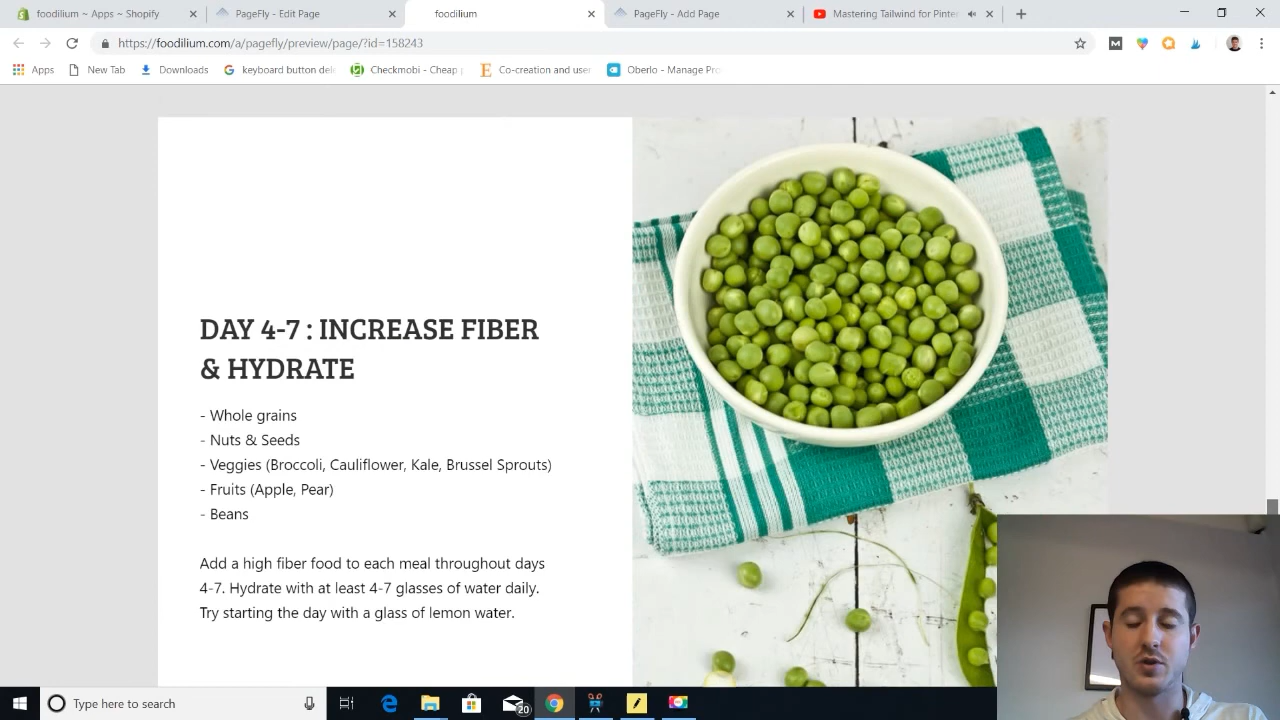 foodilium ~ Apps ~ Shopify
PageFly - Edit Page
foodilium
PageFly - Add Page
Mastering Tailwind for Pinte
https://foodilium.com/a/pagefly/preview/page/?id=158243
M
Apps
New Tab
Downloads
keyboard button del
Checkmobi - Cheap
Co-creation and user
Oberlo - Manage Pro
DAY 4-7 : INCREASE FIBER
& HYDRATE
- Whole grains
- Nuts & Seeds
- Veggies (Broccoli, Cauliflower, Kale, Brussel Sprouts)
- Fruits (Apple, Pear)
- Beans
Add a high fiber food to each meal throughout days
4-7. Hydrate with at least 4-7 glasses of water daily.
Try starting the day with a glass of lemon water.
Type here to search
20